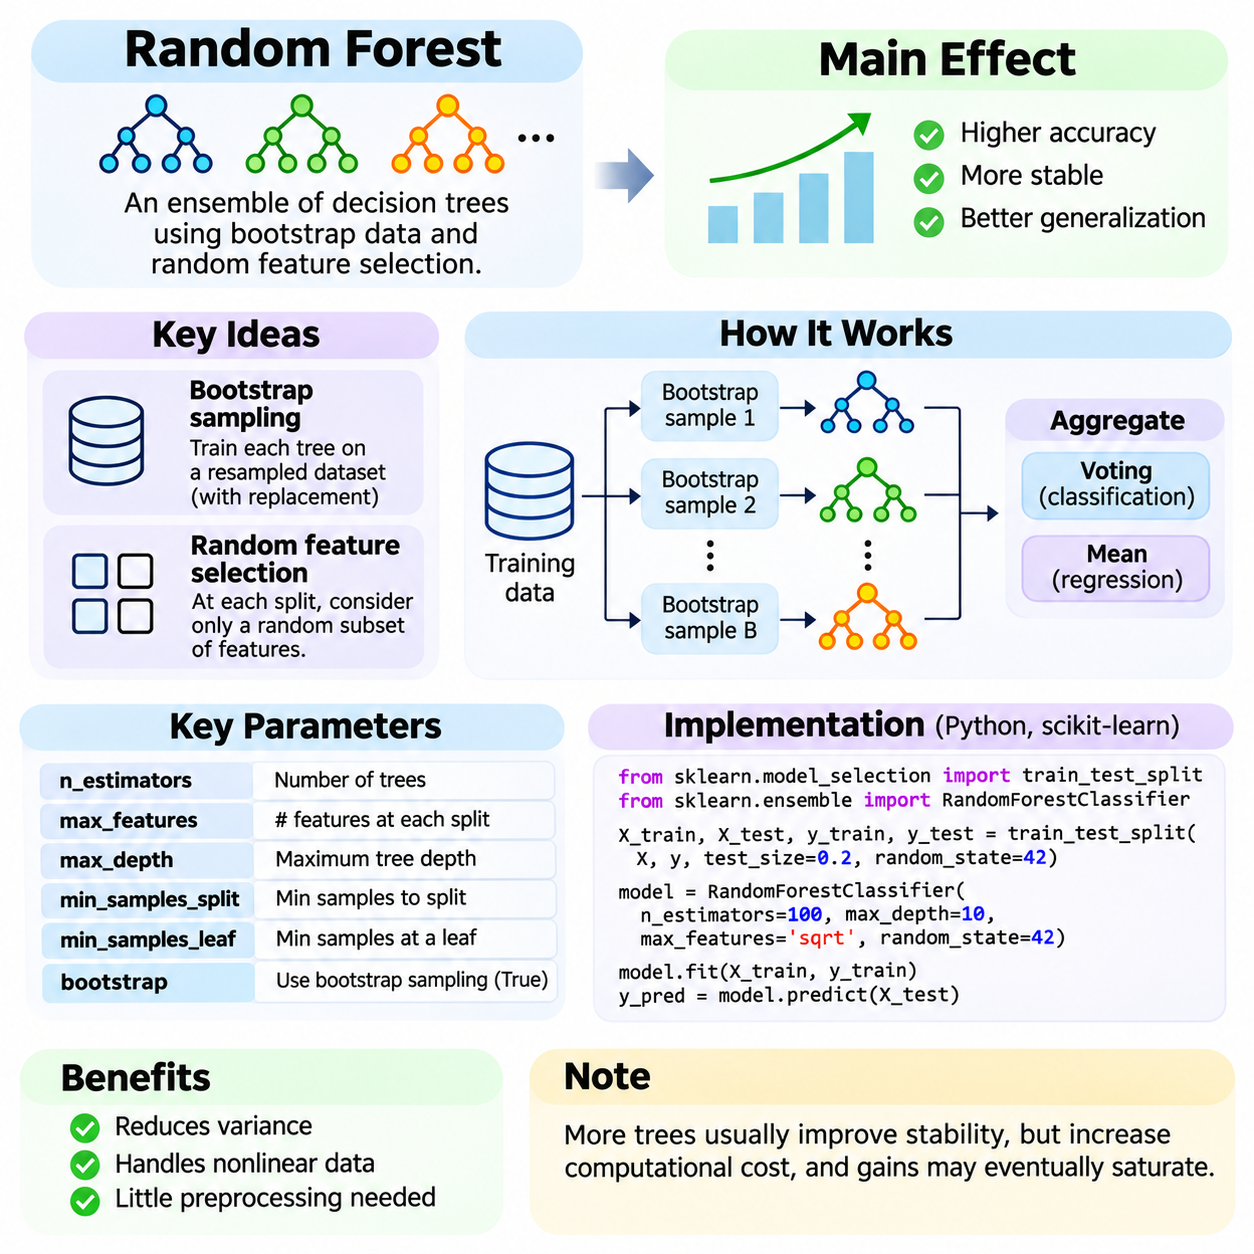 Random Forest
An ensemble of decision trees
using bootstrap data and
random feature selection.
Main Effect
Higher accuracy
More stable
Better generalization
Key Ideas
Bootstrap
sampling
Train each tree on
a resampled dataset
(with replacement)
Random feature
selection
At each split, consider
only a random subset
of features.
How It Works
Training
data
Bootstrap
sample 1
Bootstrap
sample 2
Bootstrap
sample B
Aggregate
Voting
(classification)
Mean
(regression)
Key Parameters
n_estimators Number of trees
max_features # features at each split
max_depth Maximum tree depth
min_samples_split Min samples to split
min_samples_leaf Min samples at a leaf
bootstrap Use bootstrap sampling (True)
Implementation (Python, scikit-learn)
from sklearn.model_selection import train_test_split
from sklearn.ensemble import RandomForestClassifier
X_train, X_test, y_train, y_test = train_test_split(
X, y, test_size=0.2, random_state=42)
model = RandomForestClassifier(
n_estimators=100, max_depth=10,
max_features='sqrt', random_state=42)
model.fit(X_train, y_train)
y_pred = model.predict(X_test)
Benefits
Reduces variance
Handles nonlinear data
Little preprocessing needed
Note
More trees usually improve stability, but increase
computational cost, and gains may eventually saturate.